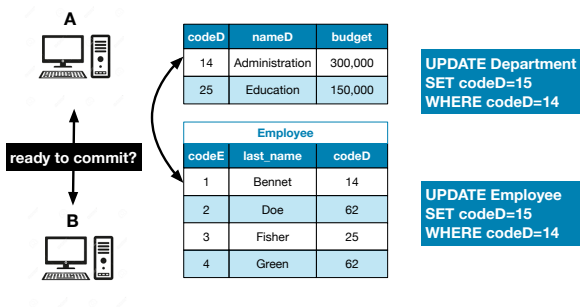 A
codeD nameD budget
14 Administration 300,000
25 Education 150,000
UPDATE Department
SET codeD=15
WHERE codeD=14
ready to commit?
Employee
codeE last_name codeD
1 Bennet 14
2 Doe 62
3 Fisher 25
4 Green 62
UPDATE Employee
SET codeD=15
WHERE codeD=14
B